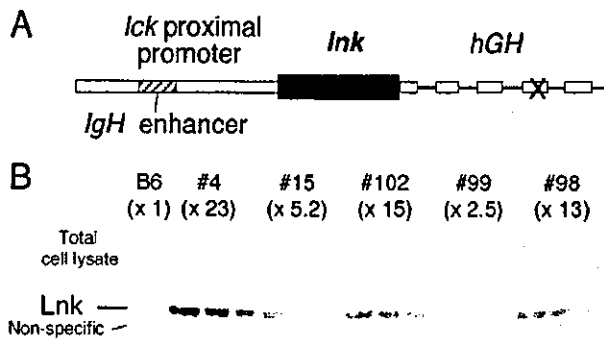 A
lck proximal
promoter
lnk
hGH
IgH enhancer
B
B6 #4 #15 #102 #99 #98
(x 1) (x 23) (x 5.2) (x 15) (x 2.5) (x 13)
Total
cell lysate
Lnk
Non-specific